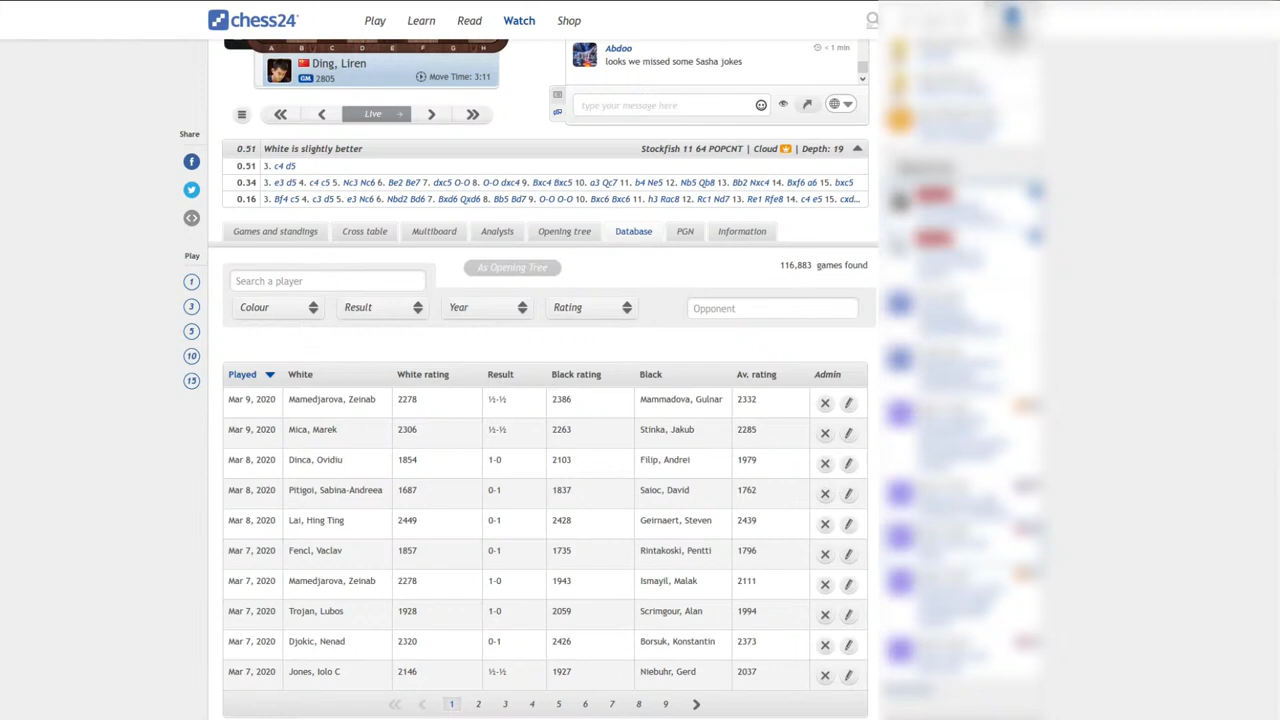 chess24
Play Learn Read Watch Shop
A B C D E F G H
Ding, Liren
GM 2805
Move Time: 3:11
Abdoo
< 1 min
looks we missed some Sasha jokes
type your message here
Live
Share
0.51 White is slightly better Stockfish 11 64 POPCNT | Cloud | Depth: 19
0.51 3. c4 d5
0.34 3. e3 d5 4. c4 c5 5. Nc3 Nc6 6. Be2 Be7 7. dxc5 O-O 8. O-O dxc4 9. Bxc4 Bxc5 10. a3 Qc7 11. b4 Ne5 12. Nb5 Qb8 13. Bb2 Nxc4 14. Bxf6 a6 15. bxc5
0.16 3. Bf4 c5 4. c3 d5 5. e3 Nc6 6. Nbd2 Bd6 7. Bxd6 Qxd6 8. Bb5 Bd7 9. O-O O-O 10. Bxc6 Bxc6 11. h3 Rac8 12. Rc1 Nd7 13. Re1 Rfe8 14. c4 e5 15. cxd...
Games and standings Cross table Multiboard Analysis Opening tree Database PGN Information
Play
1
3
5
10
15
Search a player
As Opening Tree
116,883 games found
Colour Result Year Rating Opponent
Played White White rating Result Black rating Black Av. rating Admin
Mar 9, 2020 Mamedjarova, Zeinab 2278 ½-½ 2386 Mammadova, Gulnar 2332
Mar 9, 2020 Mica, Marek 2306 ½-½ 2263 Stinka, Jakub 2285
Mar 8, 2020 Dinca, Ovidiu 1854 1-0 2103 Filip, Andrei 1979
Mar 8, 2020 Pitigoi, Sabina-Andreea 1687 0-1 1837 Saioc, David 1762
Mar 8, 2020 Lai, Hing Ting 2449 0-1 2428 Geirnaert, Steven 2439
Mar 7, 2020 Fencl, Vaclav 1857 0-1 1735 Rintakoski, Pentti 1796
Mar 7, 2020 Mamedjarova, Zeinab 2278 1-0 1943 Ismayil, Malak 2111
Mar 7, 2020 Trojan, Lubos 1928 1-0 2059 Scrimgour, Alan 1994
Mar 7, 2020 Djokic, Nenad 2320 0-1 2426 Borsuk, Konstantin 2373
Mar 7, 2020 Jones, Iolo C 2146 ½-½ 1927 Niebuhr, Gerd 2037
1 2 3 4 5 6 7 8 9